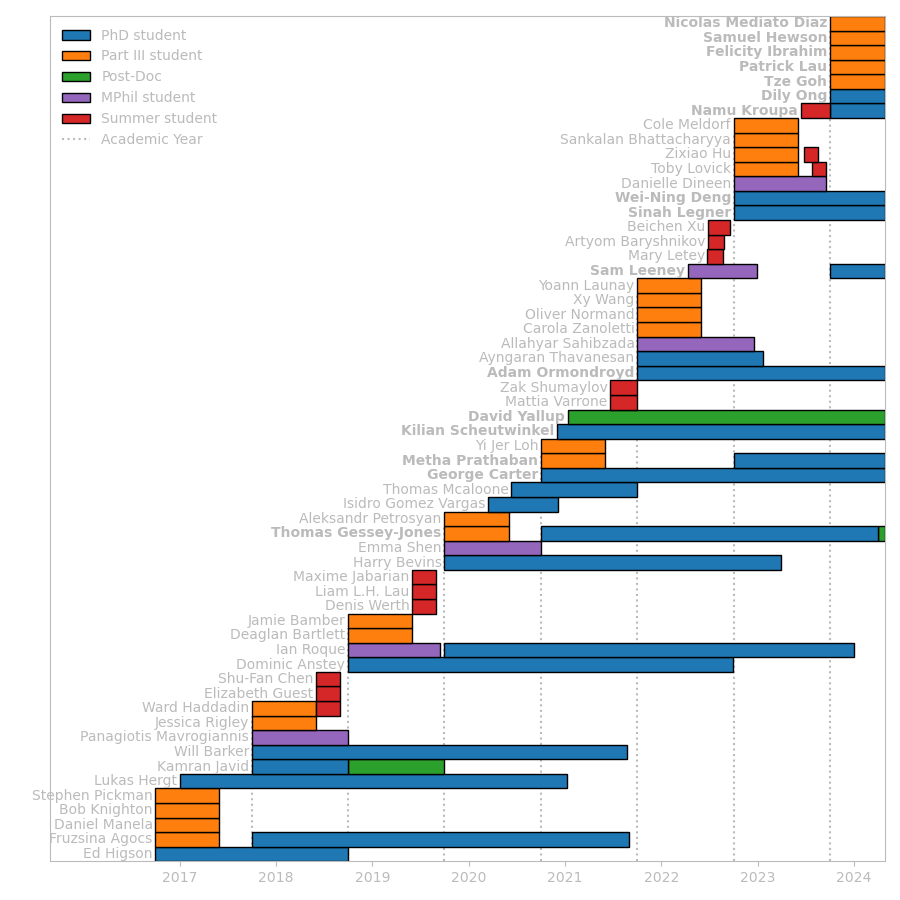 Nicolas Mediato Diaz
PhD student
Samuel Hewson
Part III student
Felicity Ibrahim
Patrick Lau
Post-Doc
Tze Goh
MPhil student
Dily Ong
Summer student
Namu Kroupa
Academic Year
Cole Meldorf
Sankalan Bhattacharyya
Zixiao Hu
Toby Lovick
Danielle Dineen
Wei-Ning Deng
Sinah Legner
Beichen Xu
Artyom Baryshnikov
Mary Letey
Sam Leeney
Yoann Launay
Xy Wang
Oliver Normand
Carola Zanoletti
Allahyar Sahibzada
Ayngaran Thavanesan
Adam Ormondroyd
Zak Shumaylov
Mattia Varrone
David Yallup
Kilian Scheutwinkel
Yi Jer Loh
Metha Prathaban
George Carter
Thomas Mcaloone
Isidro Gomez Vargas
Aleksandr Petrosyan
Thomas Gessey-Jones
Emma Shen
Harry Bevins
Maxime Jabarian
Liam L.H. Lau
Denis Werth
Jamie Bamber
Deaglan Bartlett
Ian Roque
Dominic Anstey
Shu-Fan Chen
Elizabeth Guest
Ward Haddadin
Jessica Rigley
Panagiotis Mavrogiannis
Will Barker
Kamran Javid
Lukas Hergt
Stephen Pickman
Bob Knighton
Daniel Manela
Fruzsina Agocs
Ed Higson
2017 2018 2019 2020 2021 2022 2023 2024